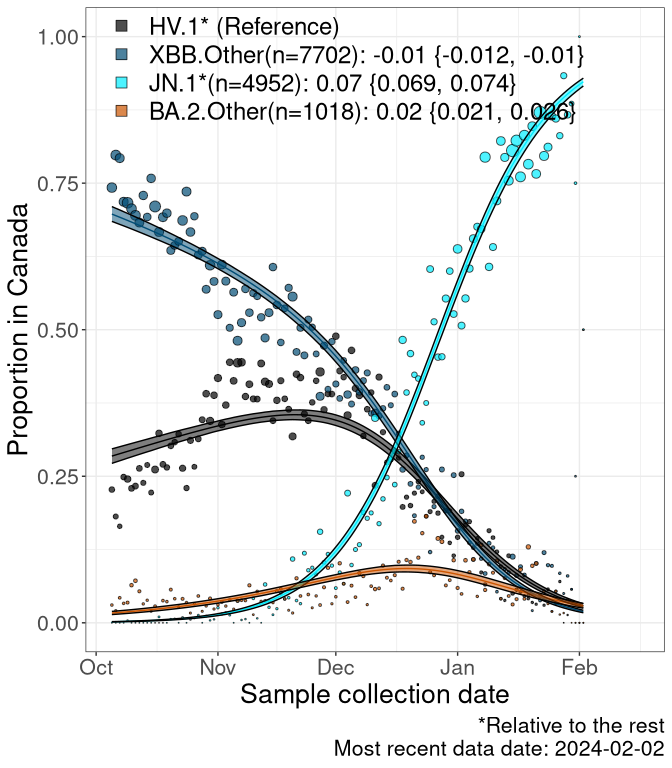 HV.1* (Reference)
XBB.Other(n=7702): -0.01 {-0.012, -0.01}
JN.1*(n=4952): 0.07 {0.069, 0.074}
BA.2.Other(n=1018): 0.02 {0.021, 0.026}
1.00
0.75
0.50
0.25
0.00
Proportion in Canada
Oct Nov Dec Jan Feb
Sample collection date
*Relative to the rest
Most recent data date: 2024-02-02